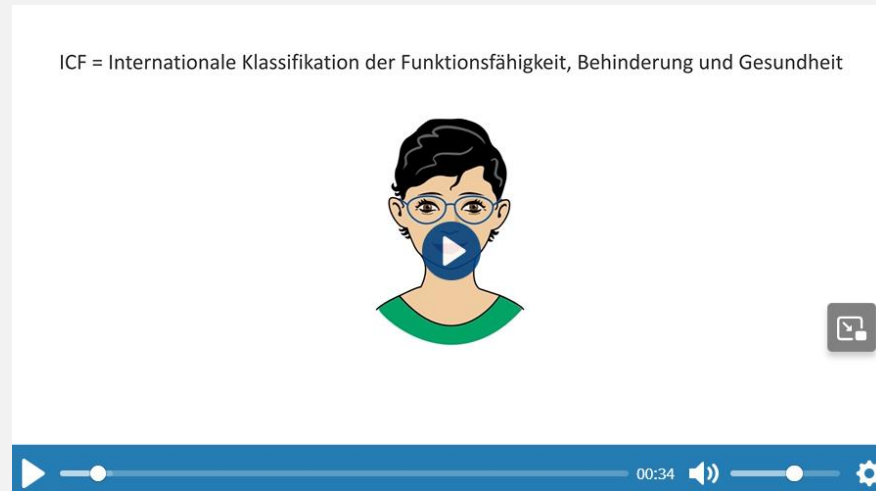 ICF = Internationale Klassifikation der Funktionsfähigkeit, Behinderung und Gesundheit
00:34